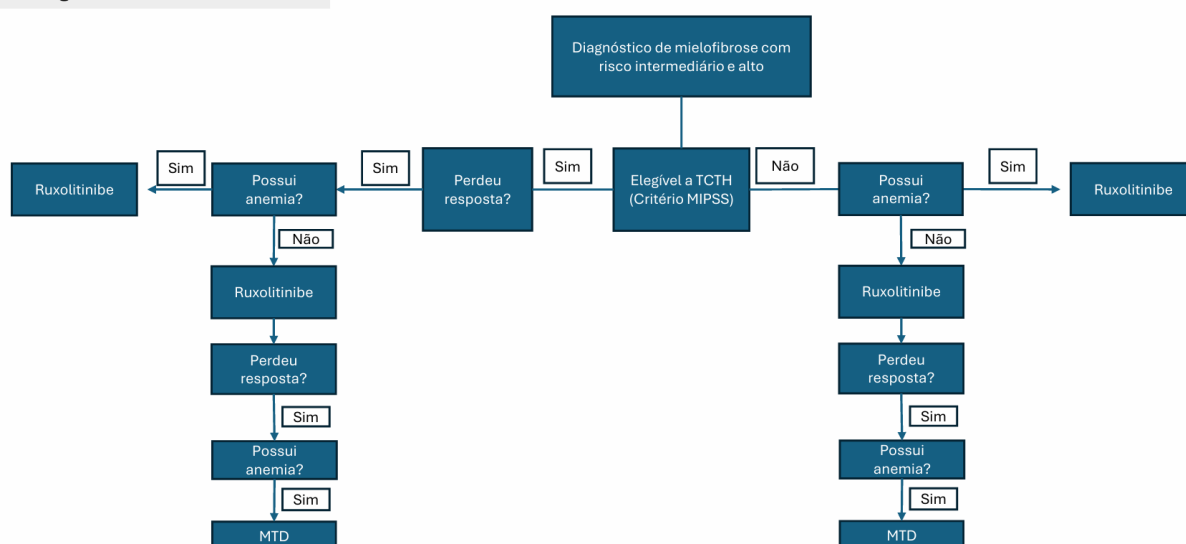 Diagnóstico de mielofibrose com
risco intermediário e alto
Ruxolitinibe
Sim
Possui
anemia?
Sim
Perdeu
resposta?
Sim
Elegível a TCTH
(Critério MIPSS)
Não
Possui
anemia?
Sim
Ruxolitinibe
Não
Não
Ruxolitinibe
Ruxolitinibe
Perdeu
resposta?
Perdeu
resposta?
Sim
Sim
Possui
anemia?
Possui
anemia?
Sim
Sim
MTD
MTD